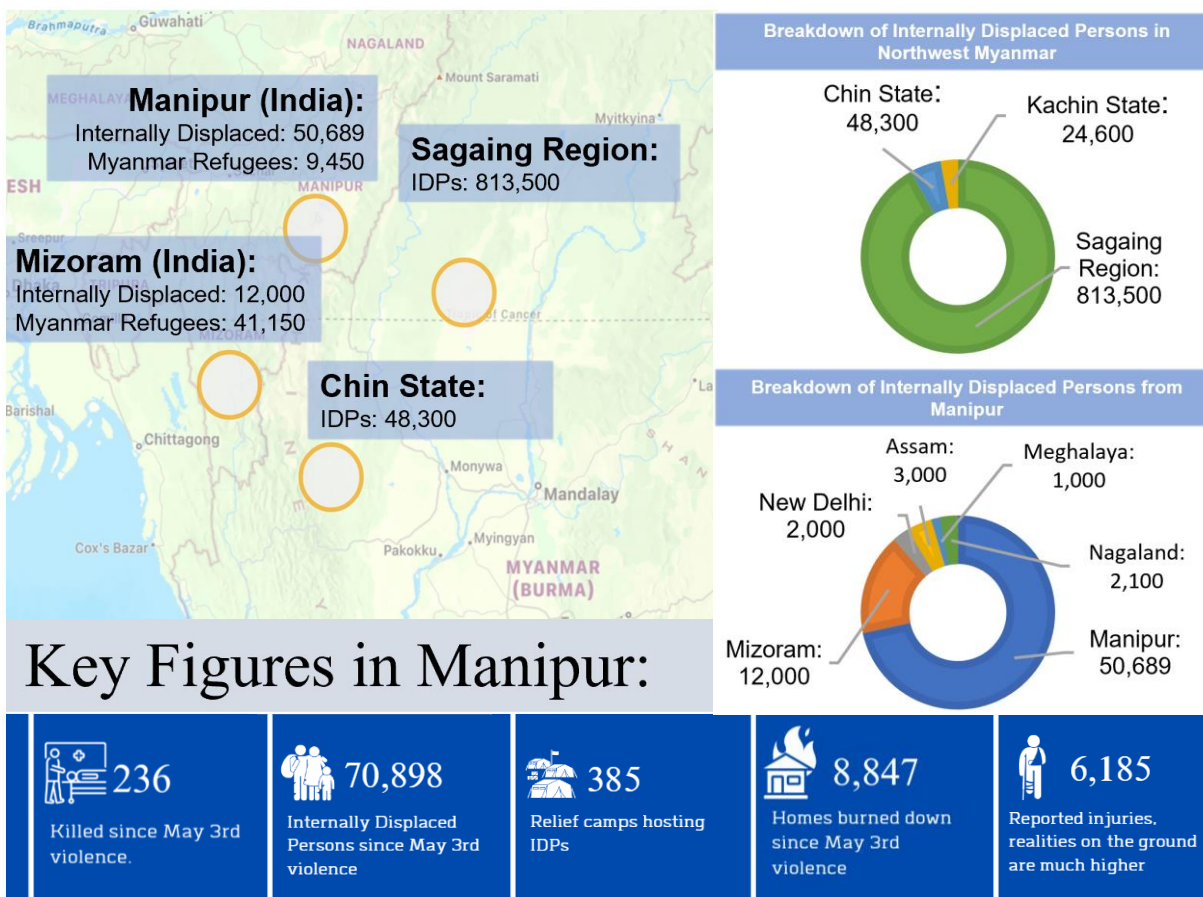 Brahmaputra
Guwahati
NAGALAND
Mount Saramati
MEGHALAYA
Manipur (India):
Internally Displaced: 50,689
Myanmar Refugees: 9,450
Myitkyina
Sagaing Region:
IDPs: 813,500
ESH
MANIPUR
Sreepur
Mizoram (India):
Internally Displaced: 12,000
Myanmar Refugees: 41,150
Dhaka
TRIPURA
MIZORAM
Tropic of Cancer
Chin State:
IDPs: 48,300
La
Barishal
Chittagong
Monywa
SHAN
Mandalay
Cox's Bazar
Pakokku
Myingyan
MYANMAR
(BURMA)
Breakdown of Internally Displaced Persons in
Northwest Myanmar
Chin State:
48,300
Kachin State:
24,600
Sagaing
Region:
813,500
Breakdown of Internally Displaced Persons from
Manipur
Assam:
3,000
Meghalaya:
1,000
New Delhi:
2,000
Nagaland:
2,100
Mizoram:
12,000
Manipur:
50,689
Key Figures in Manipur:
236
Killed since May 3rd
violence.
70,898
Internally Displaced
Persons since May 3rd
violence
385
Relief camps hosting
IDPs
8,847
Homes burned down
since May 3rd
violence
6,185
Reported injuries,
realities on the ground
are much higher